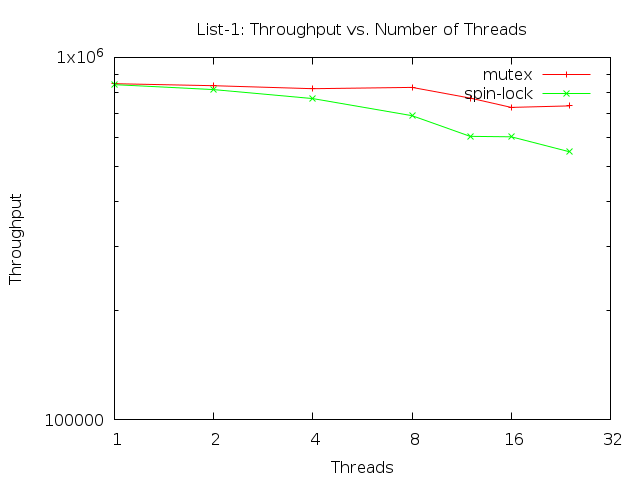 List-1: Throughput vs. Number of Threads
1x10^6
mutex
spin-lock
Throughput
100000
1 2 4 8 16 32
Threads